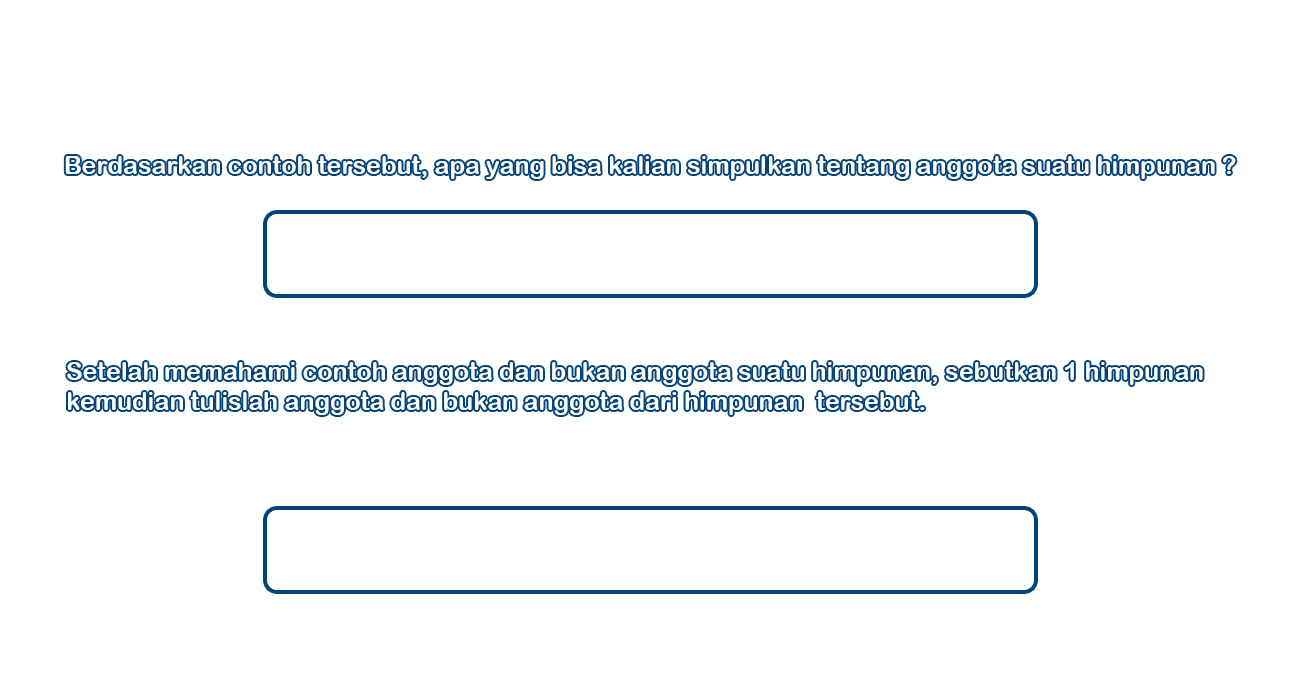 Berdasarkan contoh tersebut, apa yang bisa kalian simpulkan tentang anggota suatu himpunan ?
Setelah memahami contoh anggota dan bukan anggota suatu himpunan, sebutkan 1 himpunan
kemudian tulislah anggota dan bukan anggota dari himpunan  tersebut.